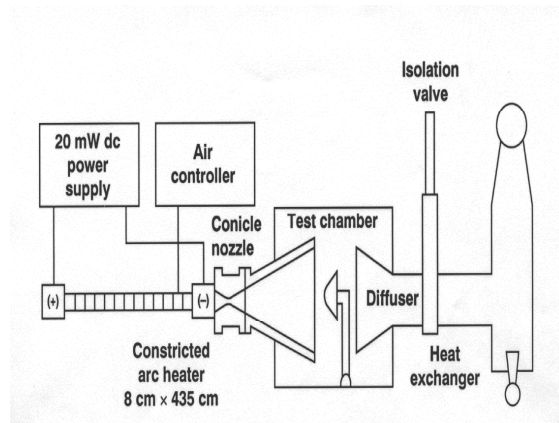 Isolation
valve
20 mW dc
power
supply
Air
controller
Conicle
nozzle
Test chamber
Diffuser
(+)
(−)
Constricted
arc heater
8 cm × 435 cm
Heat
exchanger